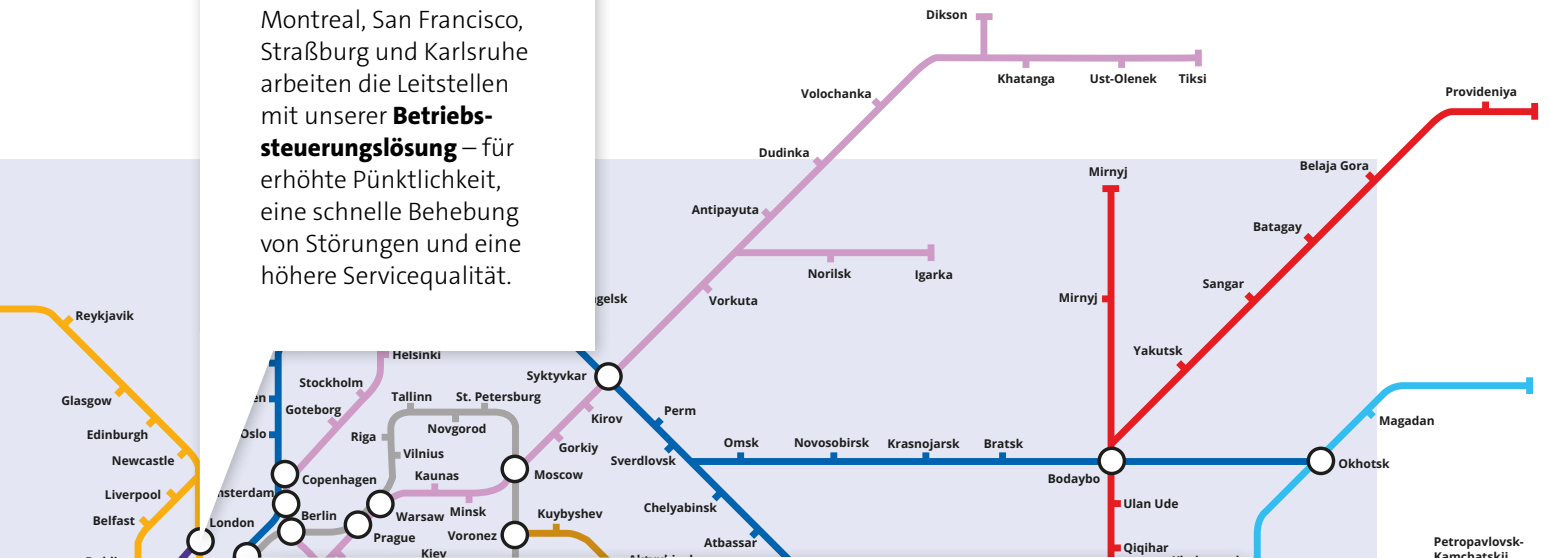 Montreal, San Francisco,
Straßburg und Karlsruhe
arbeiten die Leitstellen
mit unserer Betriebs-
steuerungslösung – für
erhöhte Pünktlichkeit,
eine schnelle Behebung
von Störungen und eine
höhere Servicequalität.
Dikson
Khatanga
Ust-Olenek
Tiksi
Volochanka
Provideniya
Dudinka
Mirnyj
Belaja Gora
Antipayuta
Batagay
Norilsk
Igarka
Sangar
Vorkuta
Mirnyj
Reykjavik
Yakutsk
Helsinki
Syktyvkar
Stockholm
Glasgow
Tallinn
St. Petersburg
Goteborg
Perm
Kirov
Magadan
Edinburgh
Oslo
Riga
Novgorod
Omsk
Novosobirsk
Krasnojarsk
Bratsk
Gorkiy
Newcastle
Vilnius
Sverdlovsk
Okhotsk
Kaunas
Moscow
Copenhagen
Bodaybo
Liverpool
Ulan Ude
Chelyabinsk
Minsk
Belfast
London
Berlin
Warsaw
Kuybyshev
Prague
Voronez
Atbassar
Qiqihar
Petropavlovsk-
Kamchatskij
Kiev